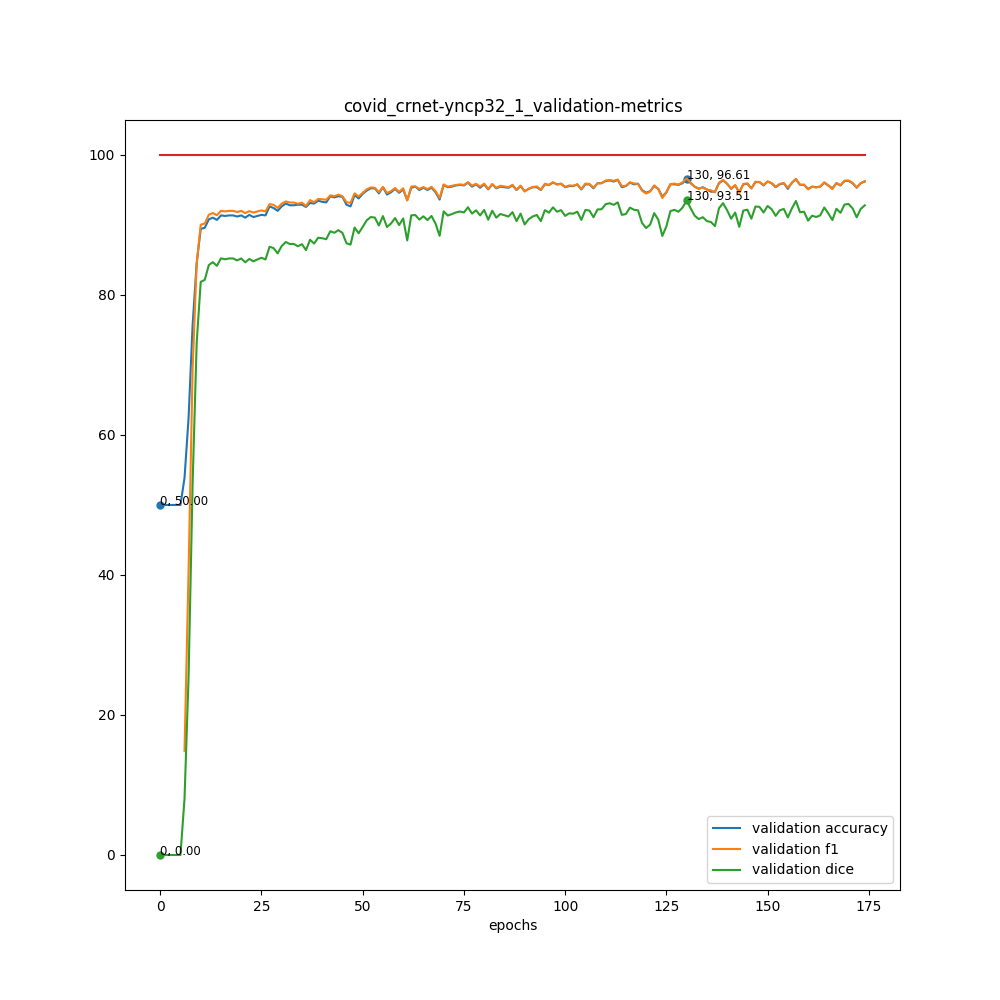 covid_crnet-yncp32_1_validation-metrics
100
80
60
40
20
0
130, 96.61
130, 93.51
0, 50.00
0, 0.00
validation accuracy
validation f1
validation dice
0 25 50 75 100 125 150 175
epochs